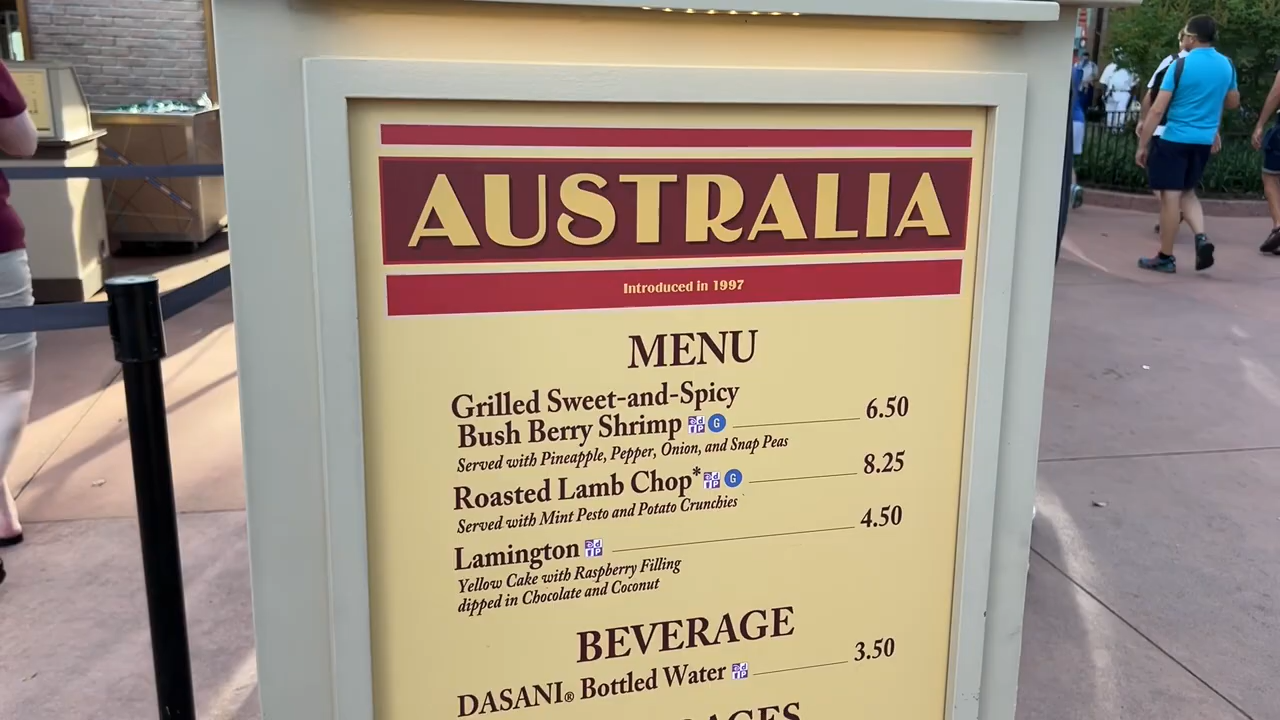 AUSTRALIA
Introduced in 1997
MENU
Grilled Sweet-and-Spicy
Bush Berry Shrimp G 6.50
Served with Pineapple, Pepper, Onion, and Snap Peas
Roasted Lamb Chop* G 8.25
Served with Mint Pesto and Potato Crunchies
Lamington 4.50
Yellow Cake with Raspberry Filling
dipped in Chocolate and Coconut
BEVERAGE
DASANI® Bottled Water 3.50